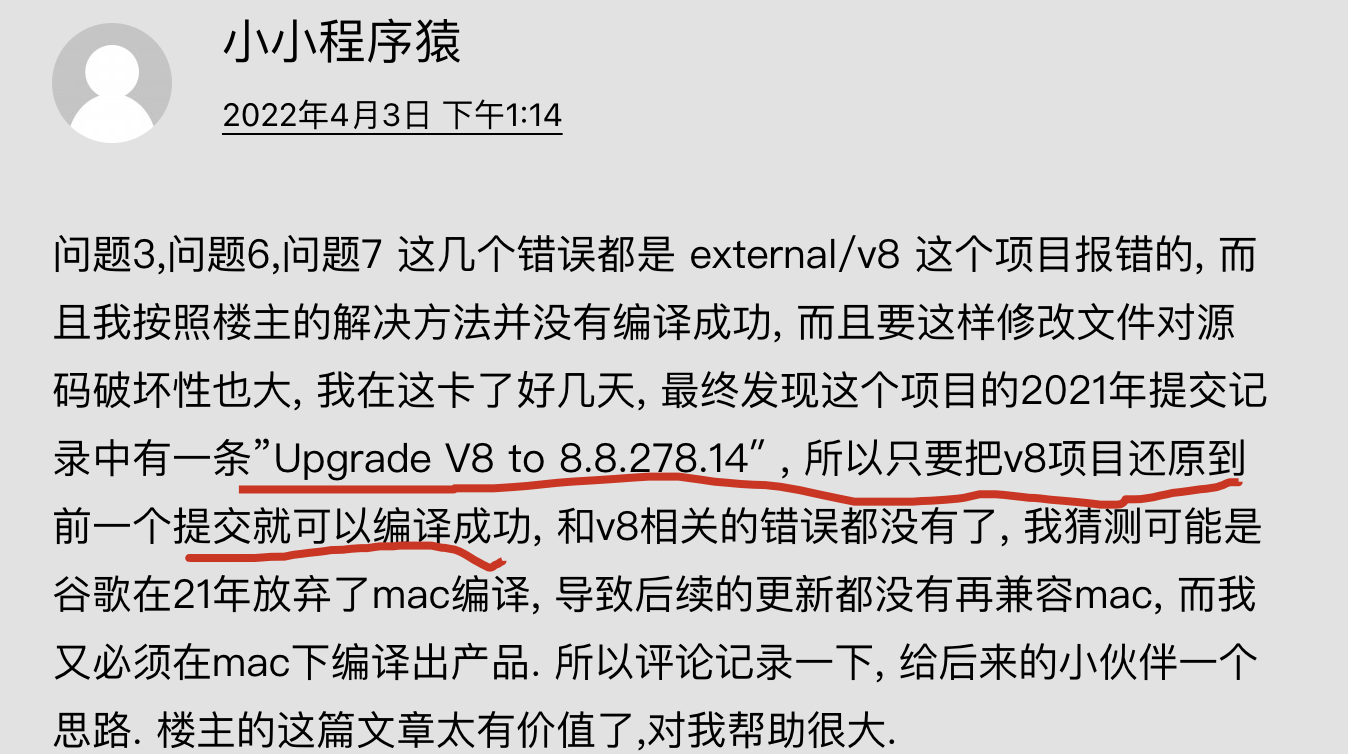 小小程序猿
2022年4月3日 下午1:14
问题3,问题6,问题7 这几个错误都是 external/v8 这个项目报错的, 而
且我按照楼主的解决方法并没有编译成功, 而且要这样修改文件对源
码破坏性也大, 我在这卡了好几天, 最终发现这个项目的2021年提交记
录中有一条”Upgrade V8 to 8.8.278.14″ , 所以只要把v8项目还原到
前一个提交就可以编译成功, 和v8相关的错误都没有了, 我猜测可能是
谷歌在21年放弃了mac编译, 导致后续的更新都没有再兼容mac, 而我
又必须在mac下编译出产品. 所以评论记录一下, 给后来的小伙伴一个
思路. 楼主的这篇文章太有价值了,对我帮助很大.